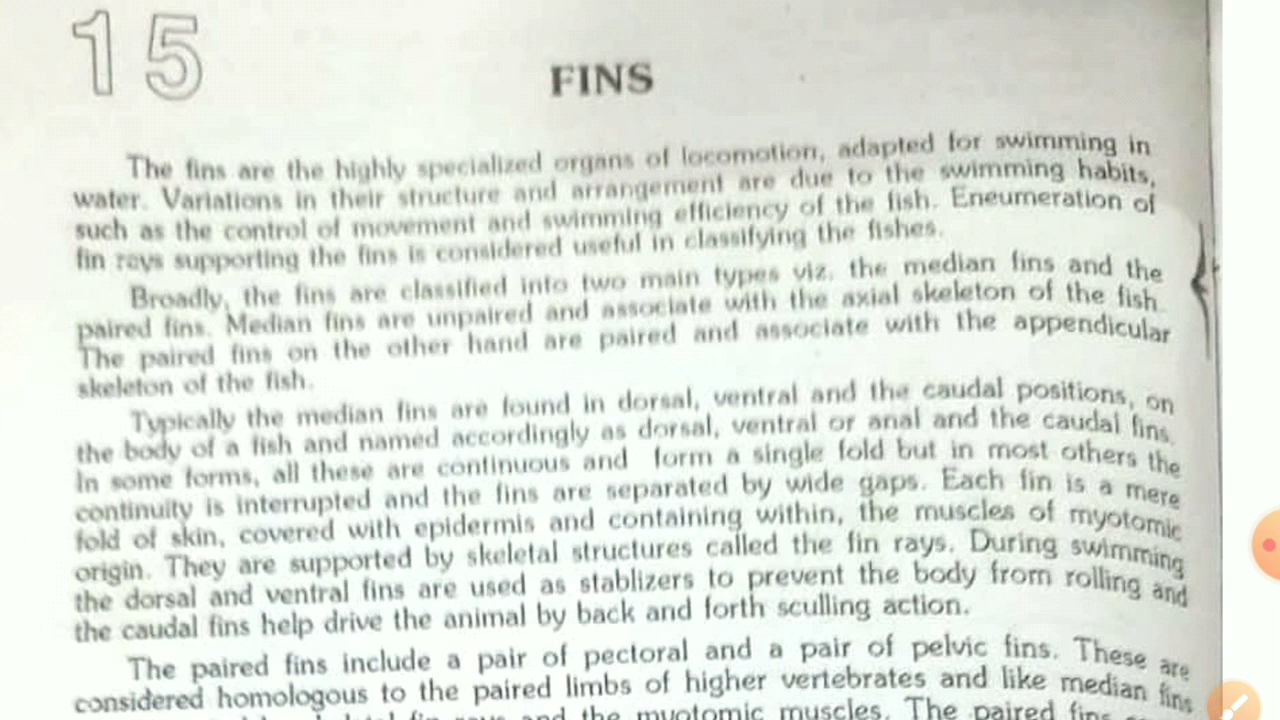 15
FINS
The fins are the highly specialized organs of locomotion, adapted for swimming in
water. Variations in their structure and arrangement are due to the swimming habits,
such as the control of movement and swimming efficiency of the fish. Eneumeration of
fin rays supporting the fins is considered useful in classifying the fishes.
Broadly, the fins are classified into two main types viz. the median fins and the
paired fins. Median fins are unpaired and associate with the axial skeleton of the fish.
The paired fins on the other hand are paired and associate with the appendicular
skeleton of the fish.
Typically the median fins are found in dorsal, ventral and the caudal positions, on
the body of a fish and named accordingly as dorsal, ventral or anal and the caudal fins.
In some forms, all these are continuous and form a single fold but in most others the
continuity is interrupted and the fins are separated by wide gaps. Each fin is a mere
fold of skin, covered with epidermis and containing within, the muscles of myotomic
origin. They are supported by skeletal structures called the fin rays. During swimming
the dorsal and ventral fins are used as stablizers to prevent the body from rolling and
the caudal fins help drive the animal by back and forth sculling action.
The paired fins include a pair of pectoral and a pair of pelvic fins. These are
considered homologous to the paired limbs of higher vertebrates and like median fins
fin rays and the myotomic muscles. The paired fins